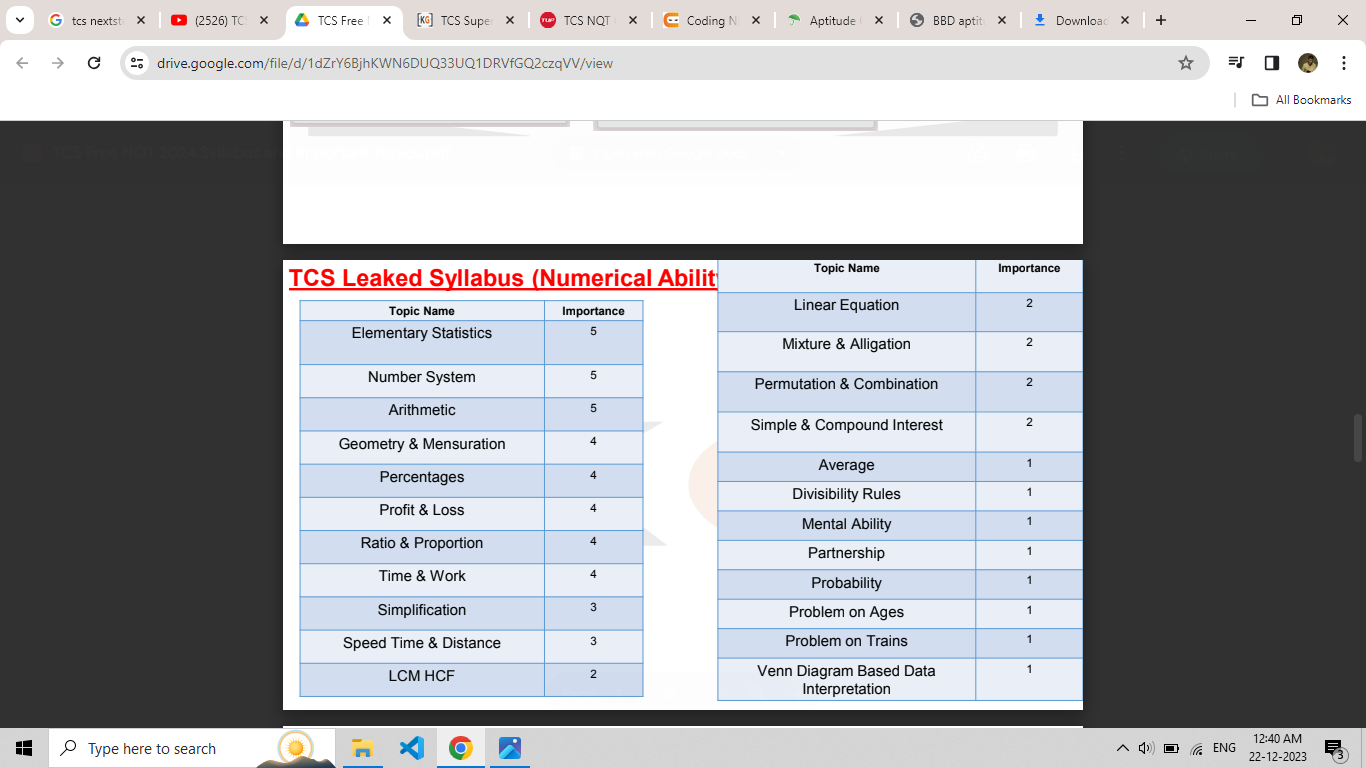 tcs nextst
(2526) TC
TCS Free
TCS Supe
TCS NQT
Coding N
Aptitude
BBD aptit
Downloac
drive.google.com/file/d/1dZrY6BjhKWN6DUQ33UQ1DRVfGQ2czqVV/view
All Bookmarks
TCS Leaked Syllabus (Numerical Ability
Topic Name Importance
Elementary Statistics 5
Number System 5
Arithmetic 5
Geometry & Mensuration 4
Percentages 4
Profit & Loss 4
Ratio & Proportion 4
Time & Work 4
Simplification 3
Speed Time & Distance 3
LCM HCF 2
Topic Name Importance
Linear Equation 2
Mixture & Alligation 2
Permutation & Combination 2
Simple & Compound Interest 2
Average 1
Divisibility Rules 1
Mental Ability 1
Partnership 1
Probability 1
Problem on Ages 1
Problem on Trains 1
Venn Diagram Based Data
Interpretation 1
Type here to search
ENG
12:40 AM
22-12-2023
3